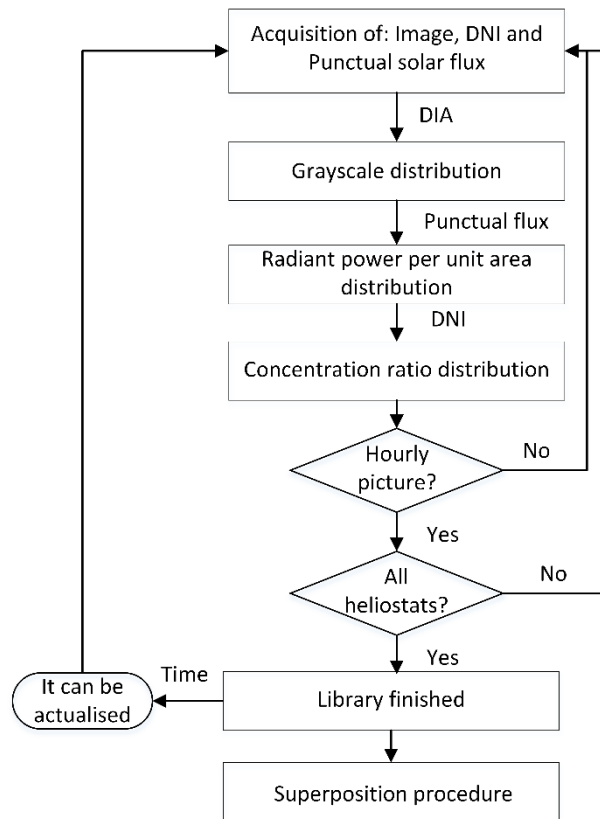 Acquisition of: Image, DNI and
Punctual solar flux
DIA
Grayscale distribution
Punctual flux
Radiant power per unit area
distribution
DNI
Concentration ratio distribution
Hourly
picture?
No
Yes
All
heliostats?
No
Yes
Library finished
Time
It can be
actualised
Superposition procedure